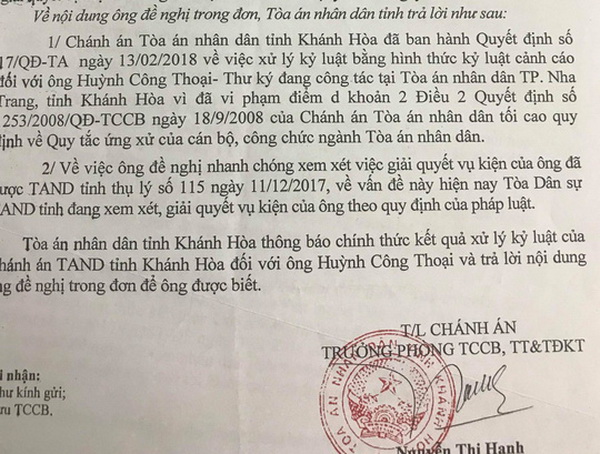 Về nội dung ông đề nghị trong đơn, Tòa án nhân dân tỉnh trả lời như sau:
1/ Chánh án Tòa án nhân dân tỉnh Khánh Hòa đã ban hành Quyết định số
17/QĐ-TA ngày 13/02/2018 về việc xử lý kỷ luật bằng hình thức kỷ luật cảnh cáo
đối với ông Huỳnh Công Thoại- Thư ký đang công tác tại Tòa án nhân dân TP. Nha
Trang, tỉnh Khánh Hòa vì đã vi phạm điểm d khoản 2 Điều 2 Quyết định số
1253/2008/QĐ-TCCB ngày 18/9/2008 của Chánh án Tòa án nhân dân tối cao quy
định về Quy tắc ứng xử của cán bộ, công chức ngành Tòa án nhân dân.
2/ Về việc ông đề nghị nhanh chóng xem xét việc giải quyết vụ kiện của ông đã
được TAND tỉnh thụ lý số 115 ngày 11/12/2017, về vấn đề này hiện nay Tòa Dân sự
TAND tỉnh đang xem xét, giải quyết vụ kiện của ông theo quy định của pháp luật.
Tòa án nhân dân tỉnh Khánh Hòa thông báo chính thức kết quả xử lý kỷ luật của
Chánh án TAND tỉnh Khánh Hòa đối với ông Huỳnh Công Thoại và trả lời nội dung
ông đề nghị trong đơn để ông được biết.
T/L CHÁNH ÁN
TRƯỞNG PHÒNG TCCB, TT&TĐKT
i nhận:
hư kính gửi;
ưu TCCB.
TÒA ÁN NHÂN DÂN TỈNH KHÁNH HÒA
Nguyễn Thị Hạnh